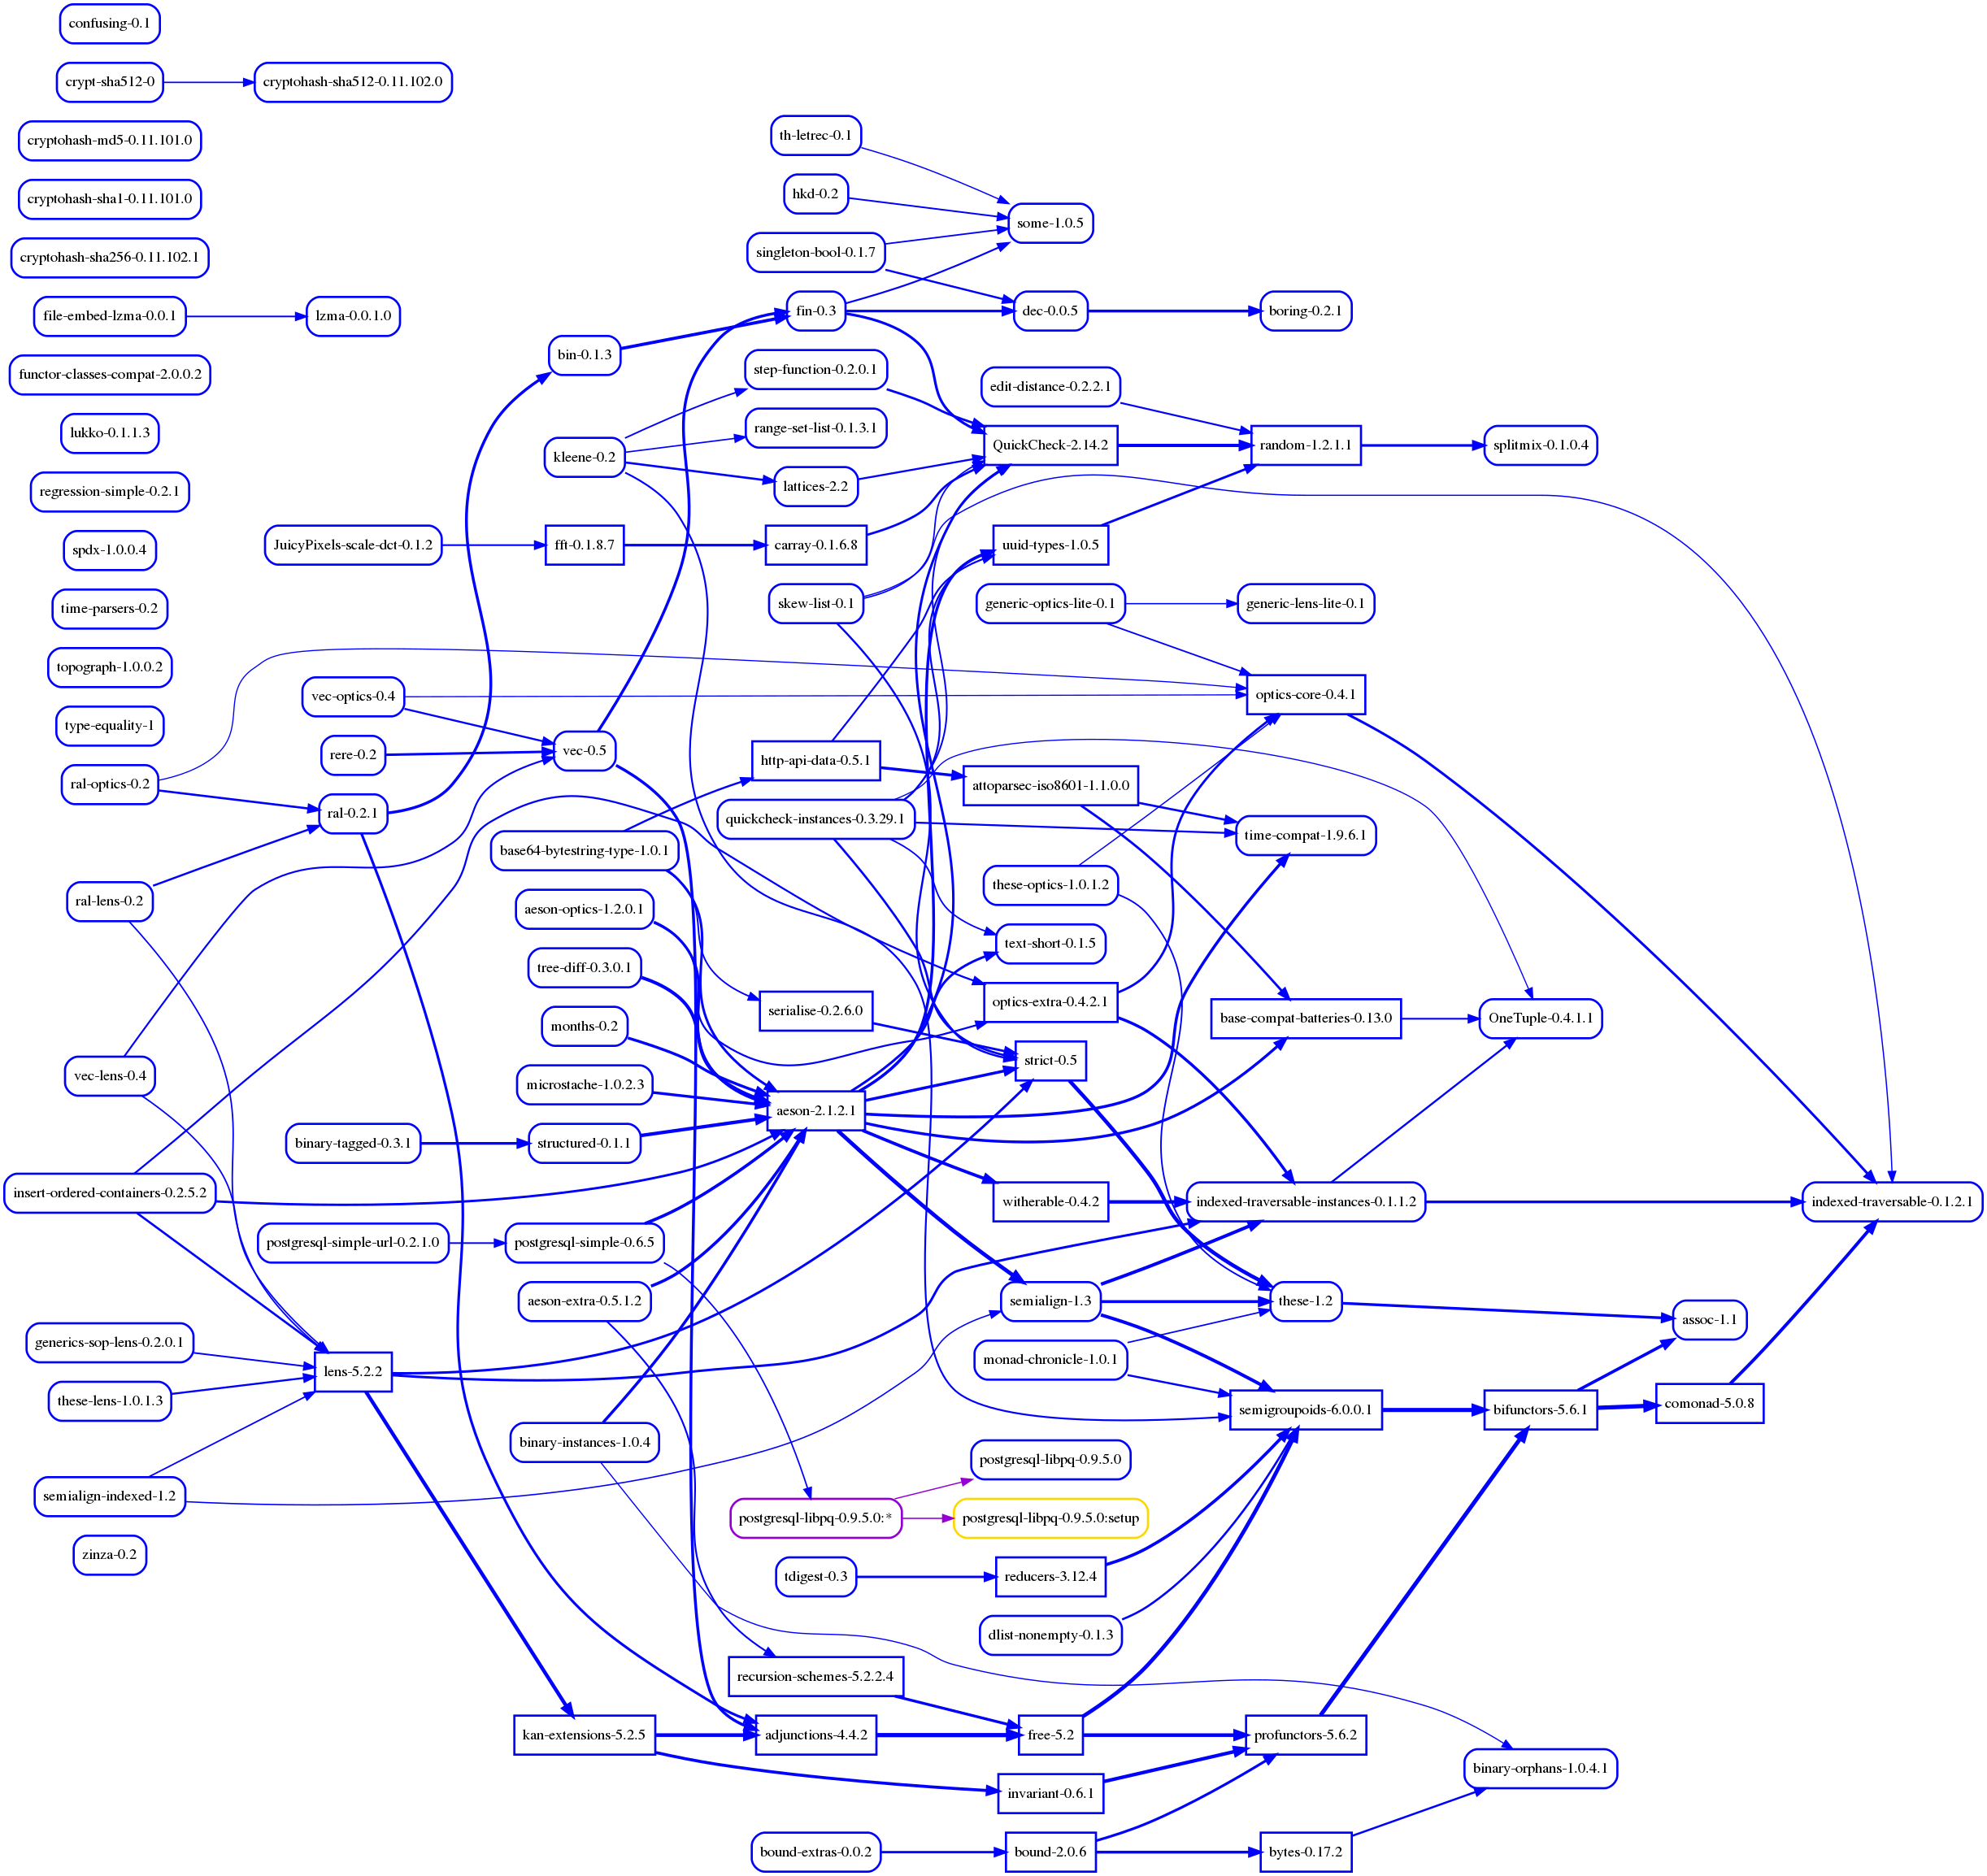 confusing-0.1
crypt-sha512-0
cryptohash-sha512-0.11.102.0
cryptohash-md5-0.11.101.0
cryptohash-sha1-0.11.101.0
cryptohash-sha256-0.11.102.1
file-embed-lzma-0.0.1
lzma-0.0.1.0
functor-classes-compat-2.0.0.2
lukko-0.1.1.3
regression-simple-0.2.1
spdx-1.0.0.4
time-parsers-0.2
topograph-1.0.0.2
type-equality-1
ral-optics-0.2
ral-lens-0.2
vec-lens-0.4
insert-ordered-containers-0.2.5.2
generics-sop-lens-0.2.0.1
these-lens-1.0.1.3
semialign-indexed-1.2
zinza-0.2
JuicyPixels-scale-dct-0.1.2
vec-optics-0.4
rere-0.2
ral-0.2.1
binary-tagged-0.3.1
postgresql-simple-url-0.2.1.0
lens-5.2.2
bin-0.1.3
kleene-0.2
fft-0.1.8.7
vec-0.5
base64-bytestring-type-1.0.1
aeson-optics-1.2.0.1
tree-diff-0.3.0.1
months-0.2
microstache-1.0.2.3
structured-0.1.1
postgresql-simple-0.6.5
aeson-extra-0.5.1.2
binary-instances-1.0.4
kan-extensions-5.2.5
th-letrec-0.1
hkd-0.2
singleton-bool-0.1.7
fin-0.3
step-function-0.2.0.1
range-set-list-0.1.3.1
lattices-2.2
carray-0.1.6.8
skew-list-0.1
http-api-data-0.5.1
quickcheck-instances-0.3.29.1
serialise-0.2.6.0
aeson-2.1.2.1
postgresql-libpq-0.9.5.0:*
tdigest-0.3
recursion-schemes-5.2.2.4
adjunctions-4.4.2
bound-extras-0.0.2
some-1.0.5
dec-0.0.5
edit-distance-0.2.2.1
QuickCheck-2.14.2
uuid-types-1.0.5
generic-optics-lite-0.1
attoparsec-iso8601-1.1.0.0
these-optics-1.0.1.2
text-short-0.1.5
optics-extra-0.4.2.1
strict-0.5
witherable-0.4.2
semialign-1.3
monad-chronicle-1.0.1
postgresql-libpq-0.9.5.0
postgresql-libpq-0.9.5.0:setup
reducers-3.12.4
dlist-nonempty-0.1.3
free-5.2
invariant-0.6.1
bound-2.0.6
boring-0.2.1
random-1.2.1.1
generic-lens-lite-0.1
optics-core-0.4.1
time-compat-1.9.6.1
base-compat-batteries-0.13.0
indexed-traversable-instances-0.1.1.2
these-1.2
semigroupoids-6.0.0.1
profunctors-5.6.2
bytes-0.17.2
splitmix-0.1.0.4
OneTuple-0.4.1.1
bifunctors-5.6.1
binary-orphans-1.0.4.1
assoc-1.1
comonad-5.0.8
indexed-traversable-0.1.2.1